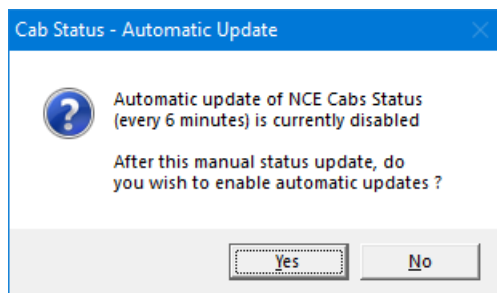 Cab Status - Automatic Update
Automatic update of NCE Cabs Status
(every 6 minutes) is currently disabled
After this manual status update, do
you wish to enable automatic updates ?
Yes
No